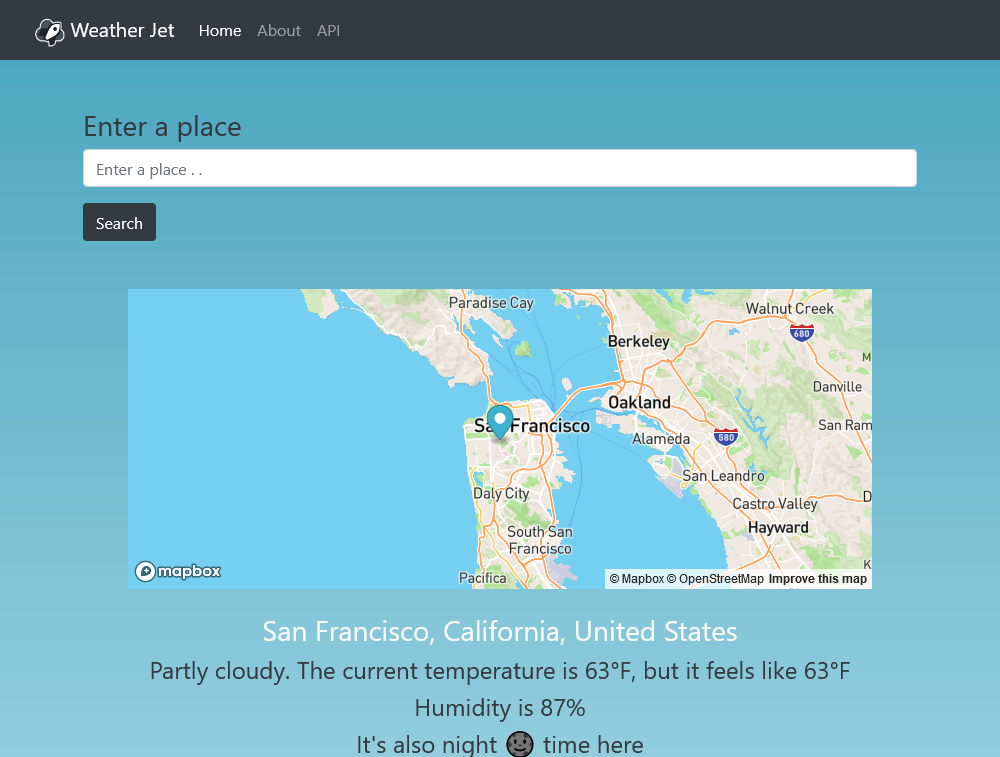 Weather Jet Home About API
Enter a place
Enter a place . .
Search
Paradise Cay
Walnut Creek
680
Berkeley
M
Danville
Oakland
San Francisco
San Ram
Alameda
580
San Leandro
Daly City
D
Castro Valley
Hayward
South San
Francisco
K
mapbox
Pacifica
© Mapbox © OpenStreetMap Improve this map
San Francisco, California, United States
Partly cloudy. The current temperature is 63°F, but it feels like 63°F
Humidity is 87%
It's also night 🌚 time here